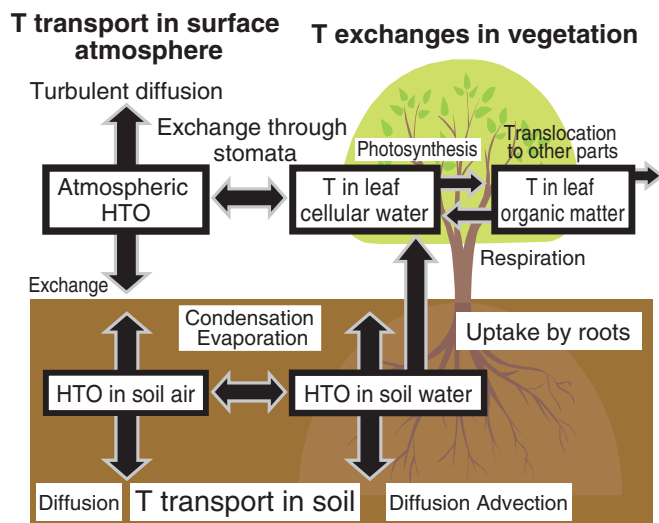 T transport in surface
atmosphere
T exchanges in vegetation
Turbulent diffusion
Exchange through
stomata
Photosynthesis
Translocation
to other parts
Atmospheric
HTO
T in leaf
cellular water
T in leaf
organic matter
Respiration
Exchange
Condensation
Evaporation
Uptake by roots
HTO in soil air
HTO in soil water
Diffusion
T transport in soil
Diffusion Advection